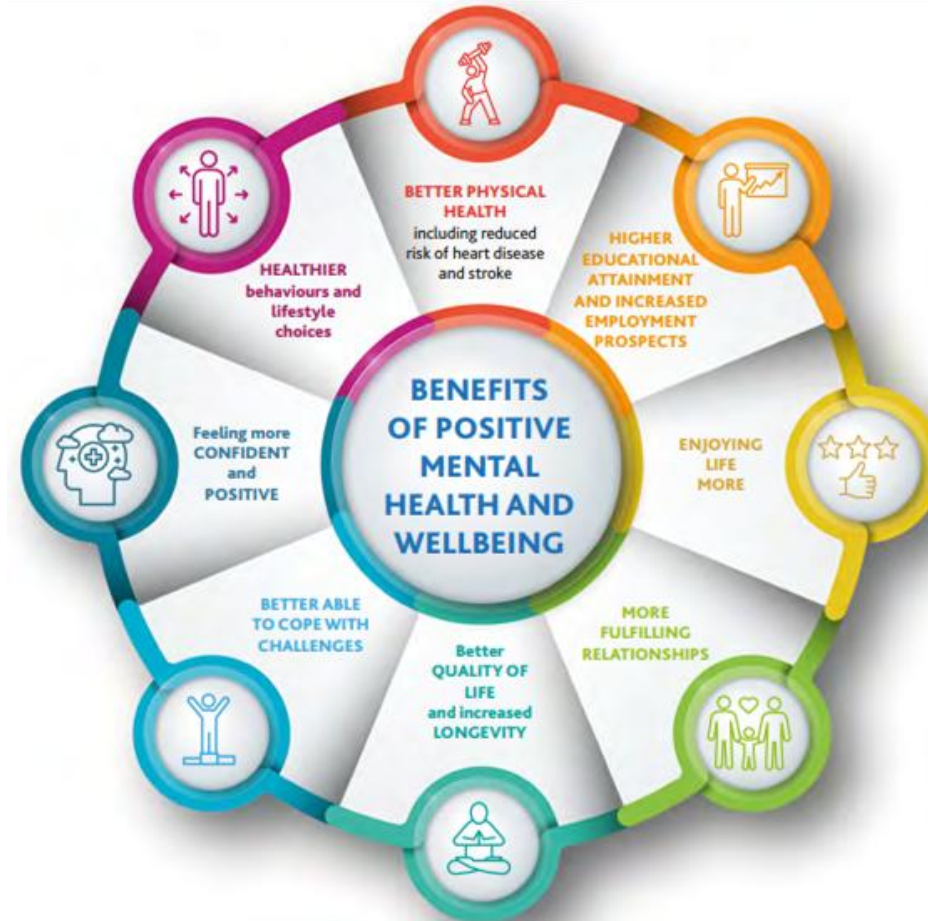 BENEFITS
OF POSITIVE
MENTAL
HEALTH AND
WELLBEING
BETTER PHYSICAL
HEALTH
including reduced
risk of heart disease
and stroke
HIGHER
EDUCATIONAL
ATTAINMENT
AND INCREASED
EMPLOYMENT
PROSPECTS
ENJOYING
LIFE
MORE
MORE
FULFILLING
RELATIONSHIPS
Better
QUALITY OF
LIFE
and increased
LONGEVITY
BETTER ABLE
TO COPE WITH
CHALLENGES
Feeling more
CONFIDENT
and
POSITIVE
HEALTHIER
behaviours and
lifestyle
choices